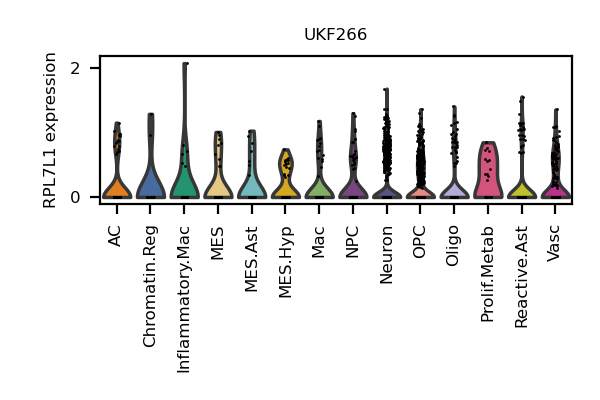 UKF266
RPL7L1 expression
2
0
AC
Chromatin.Reg
Inflammatory.Mac
MES
MES.Ast
MES.Hyp
Mac
NPC
Neuron
OPC
Oligo
Prolif.Metab
Reactive.Ast
Vasc